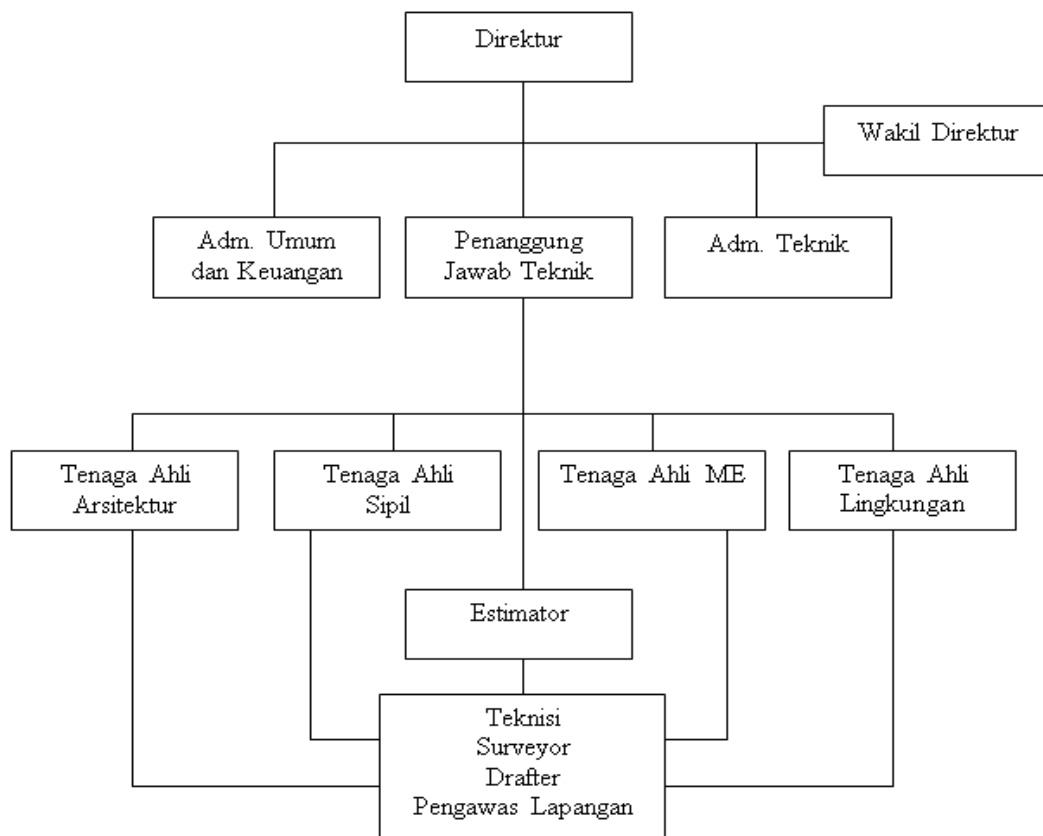 Direktur
Wakil Direktur
Adm. Umum
dan Keuangan
Penanggung
Jawab Teknik
Adm. Teknik
Tenaga Ahli
Arsitektur
Tenaga Ahli
Sipil
Tenaga Ahli ME
Tenaga Ahli
Lingkungan
Estimator
Teknisi
Surveyor
Drafter
Pengawas Lapangan